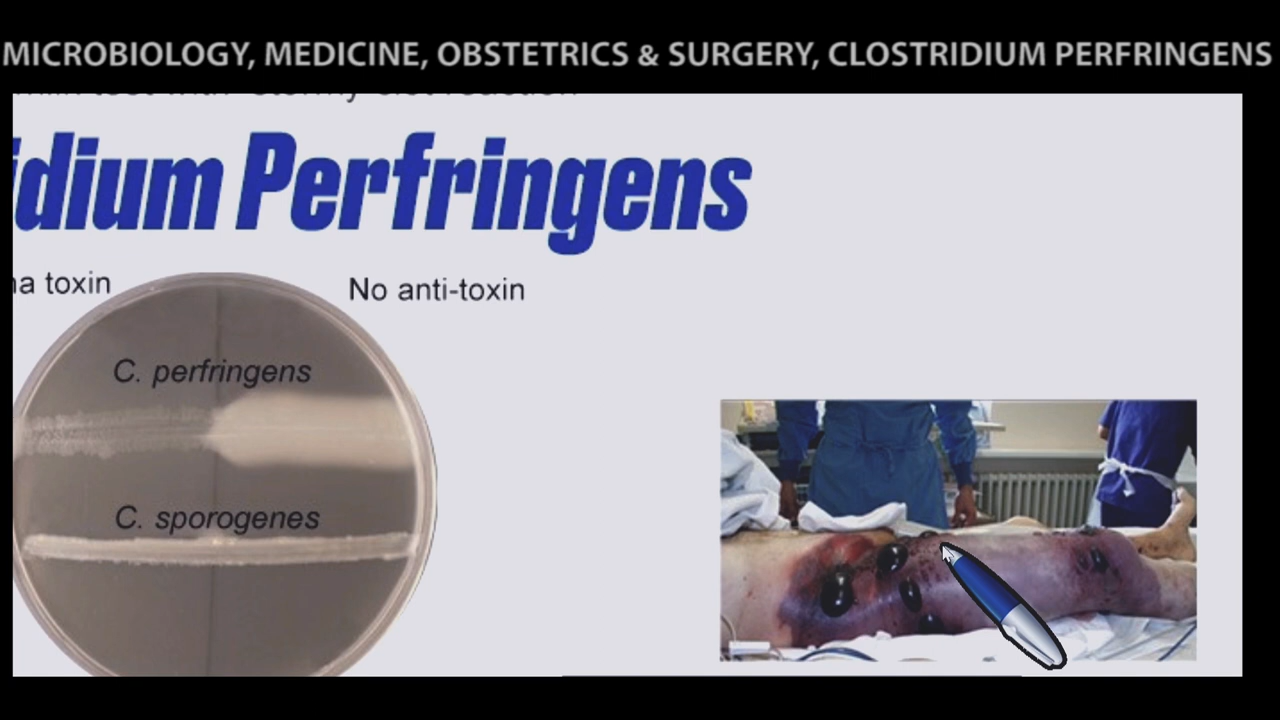 MICROBIOLOGY, MEDICINE, OBSTETRICS & SURGERY, CLOSTRIDIUM PERFRINGENS
idium Perfringens
toxin
No anti-toxin
C. perfringens
C. sporogenes